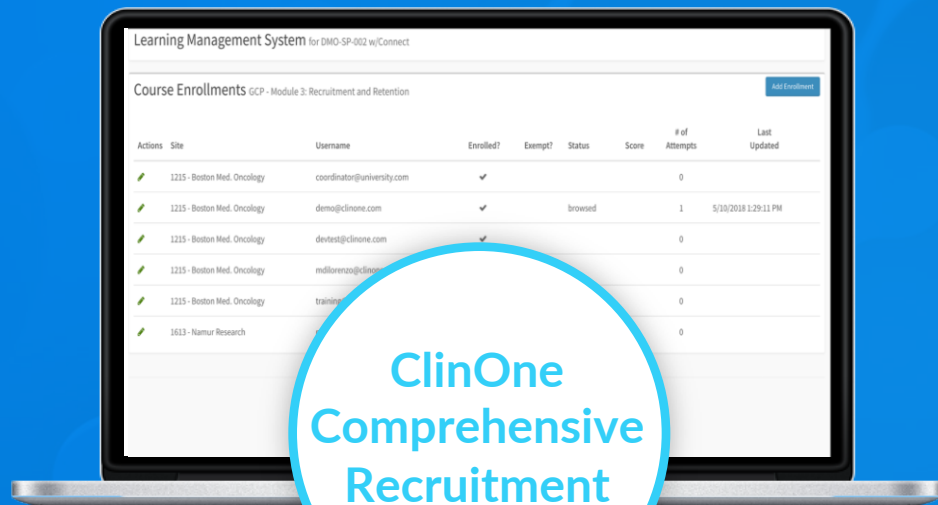 Learning Management System for DMO-SP-002 w/Connect
Course Enrollments GCP - Module 3: Recruitment and Retention
Add Enrollment
Actions Site Username Enrolled? Exempt? Status Score # of Attempts Last Updated
1215 - Boston Med. Oncology coordinator@university.com 0
1215 - Boston Med. Oncology demo@clinone.com browsed 1 5/10/2018 1:29:11 PM
1215 - Boston Med. Oncology devtest@clinone.com 0
1215 - Boston Med. Oncology 0
1215 - Boston Med. Oncology 0
1613 - Namur Research 0
ClinOne
Comprehensive
Recruitment